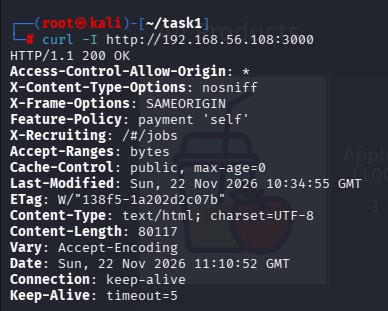 ┌──(root㉿kali)-[~/task1]
└─# curl -I http://192.168.56.108:3000
HTTP/1.1 200 OK
Access-Control-Allow-Origin: *
X-Content-Type-Options: nosniff
X-Frame-Options: SAMEORIGIN
Feature-Policy: payment 'self'
X-Recruiting: /#/jobs
Accept-Ranges: bytes
Cache-Control: public, max-age=0
Last-Modified: Sun, 22 Nov 2026 10:34:55 GMT
ETag: W/"138f5-1a202d2c07b"
Content-Type: text/html; charset=UTF-8
Content-Length: 80117
Vary: Accept-Encoding
Date: Sun, 22 Nov 2026 11:10:52 GMT
Connection: keep-alive
Keep-Alive: timeout=5